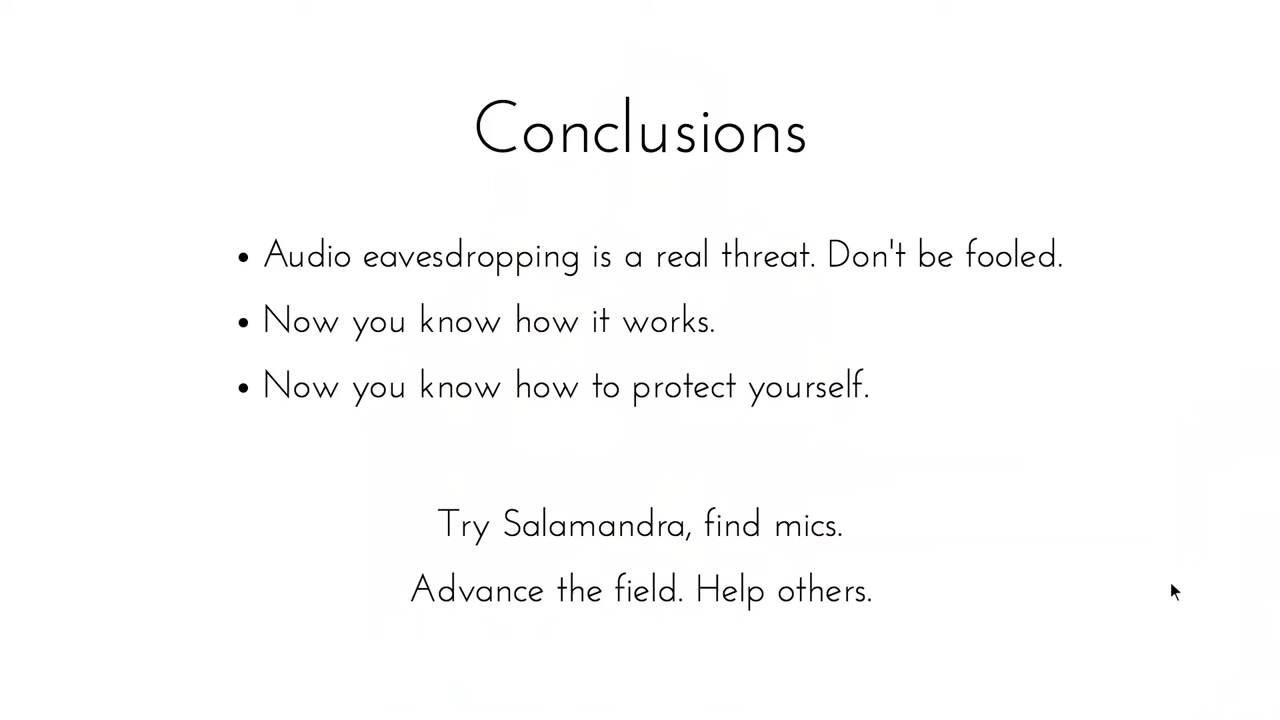 Conclusions
• Audio eavesdropping is a real threat. Don't be fooled.
• Now you know how it works.
• Now you know how to protect yourself.
Try Salamandra, find mics.
Advance the field. Help others.